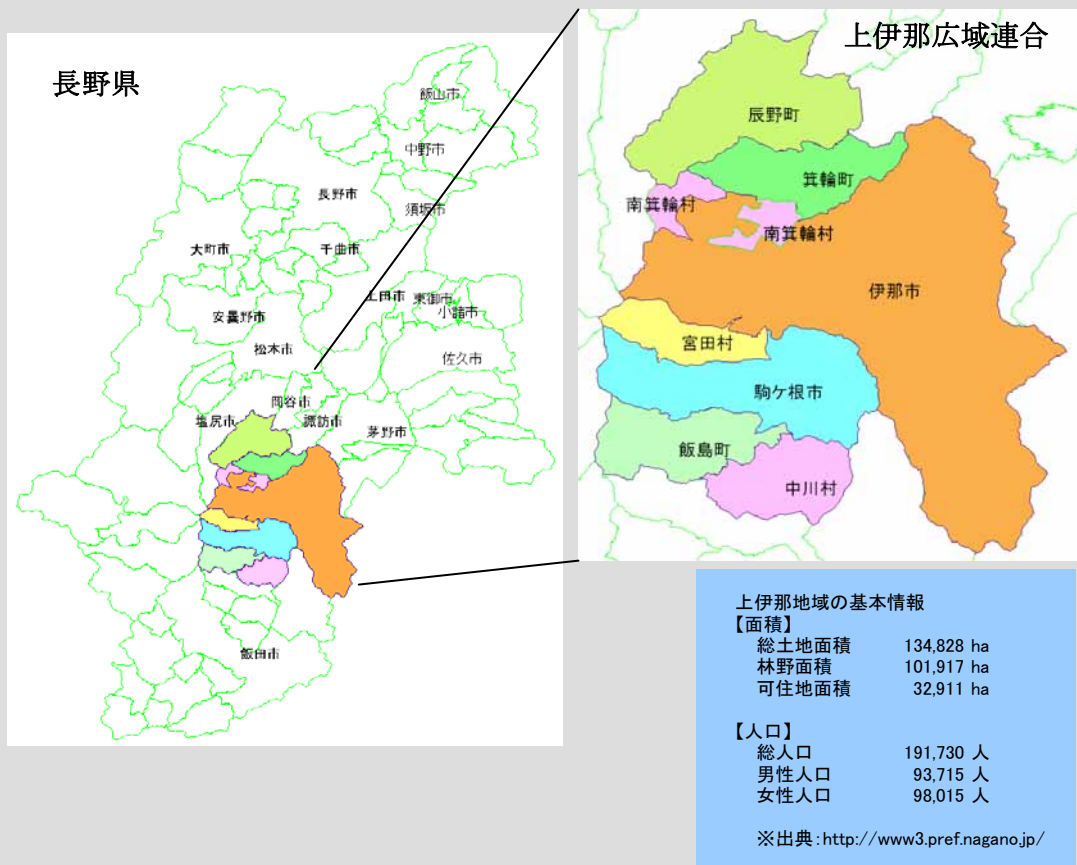 長野県
飯山市
中野市
長野市
須坂市
大町市
千曲市
上田市
東御市
小諸市
安曇野市
松本市
佐久市
岡谷市
塩尻市
諏訪市
茅野市
飯田市
上伊那広域連合
辰野町
箕輪町
南箕輪村
南箕輪村
伊那市
宮田村
駒ケ根市
飯島町
中川村
上伊那地域の基本情報
【面積】
総土地面積 134,828 ha
林野面積 101,917 ha
可住地面積 32,911 ha
【人口】
総人口 191,730 人
男性人口 93,715 人
女性人口 98,015 人
※出典:http://www3.pref.nagano.jp/